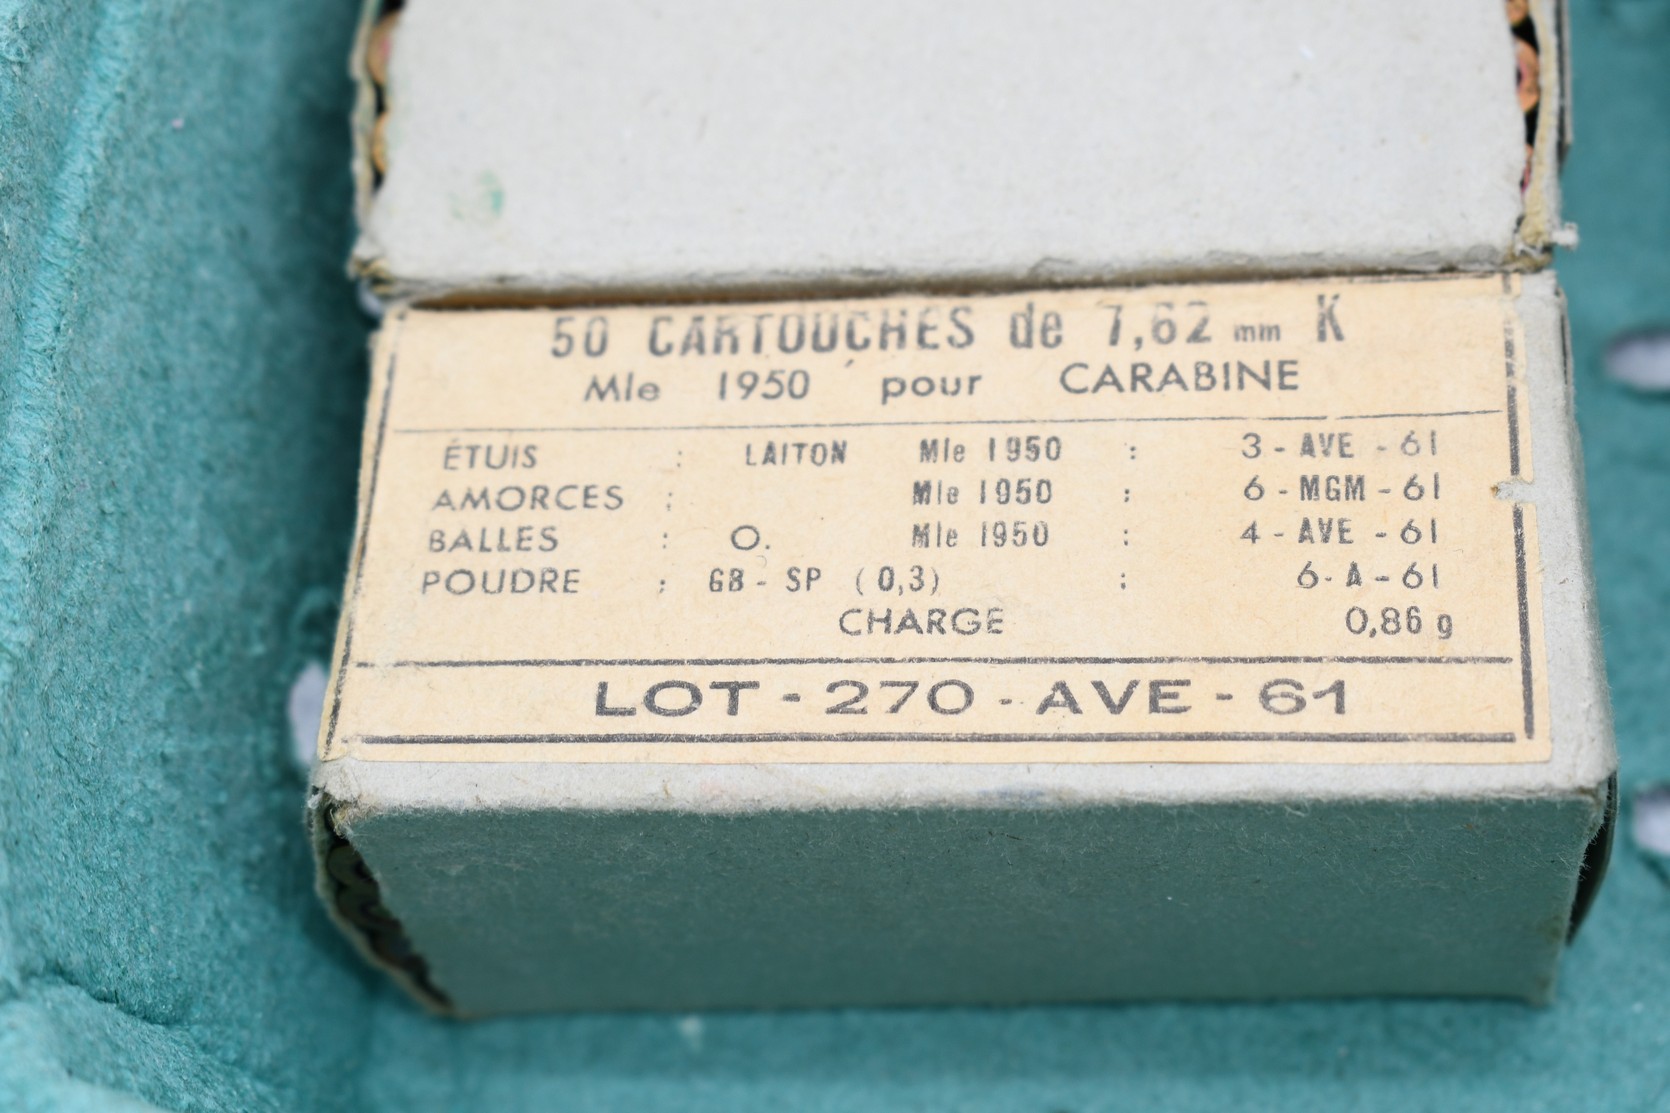 50 CARTOUCHES de 7,62 mm K
Mle 1950 pour CARABINE
ÉTUIS : LAITON Mle 1950 : 3 - AVE - 61
AMORCES : Mle 1950 : 6 - MGM - 61
BALLES : O. Mle 1950 : 4 - AVE - 61
POUDRE : GB - SP ( 0,3) : 6 - A - 61
CHARGE 0,86 g
LOT - 270 - AVE - 61